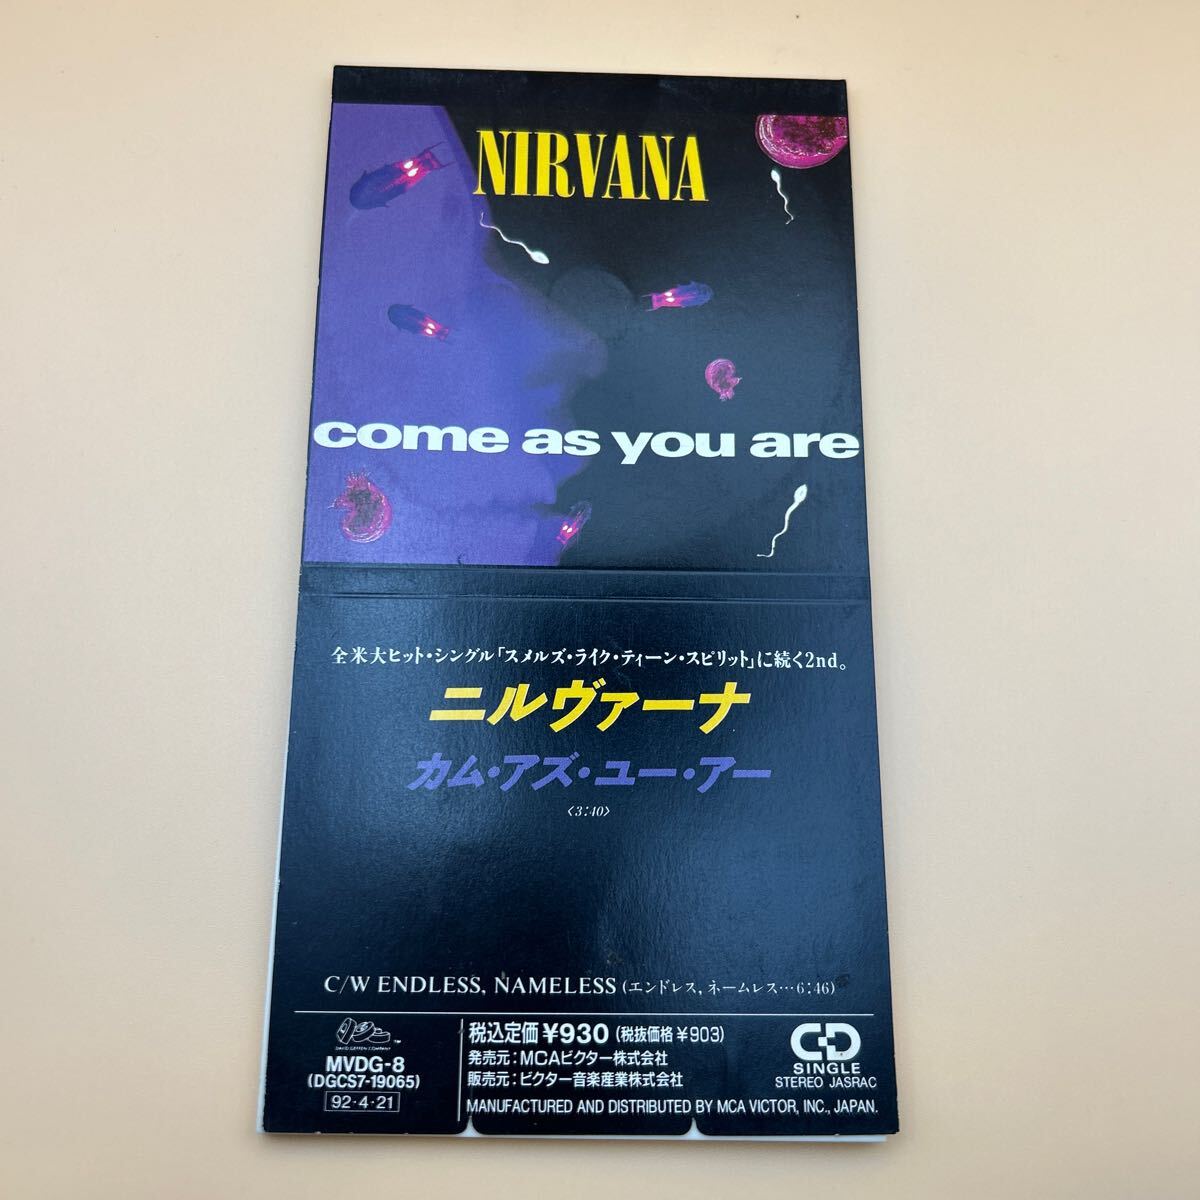 NIRVANA
come as you are
全米大ヒット・シングル「スメルズ・ライク・ティーン・スピリット」に続く2nd。
ニルヴァーナ
カム・アズ・ユー・アー
〈3:40〉
C/W ENDLESS, NAMELESS (エンドレス, ネームレス…6:46)
DAVID GEFFEN COMPANY ™
MVDG-8
(DGCS7-19065)
92・4・21
税込定価¥930 (税抜価格¥903)
発売元:MCAビクター株式会社
販売元:ビクター音楽産業株式会社
MANUFACTURED AND DISTRIBUTED BY MCA VICTOR, INC., JAPAN.
CD
SINGLE
STEREO JASRAC